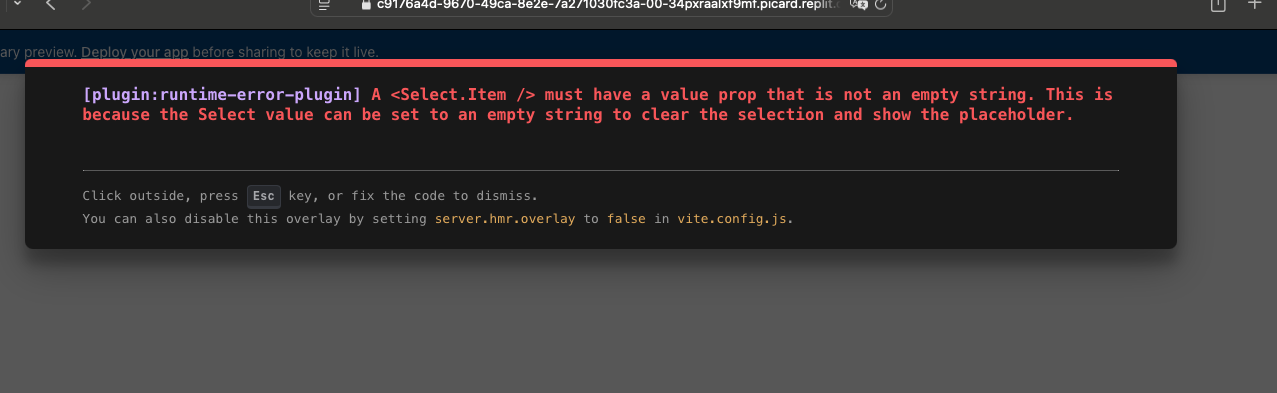 c9176a4d-9670-49ca-8e2e-7a271030fc3a-00-34pxraalxf9mf.picard.replit.
ary preview. Deploy your app before sharing to keep it live.
[plugin:runtime-error-plugin] A <Select.Item /> must have a value prop that is not an empty string. This is
because the Select value can be set to an empty string to clear the selection and show the placeholder.
Click outside, press Esc key, or fix the code to dismiss.
You can also disable this overlay by setting server.hmr.overlay to false in vite.config.js.